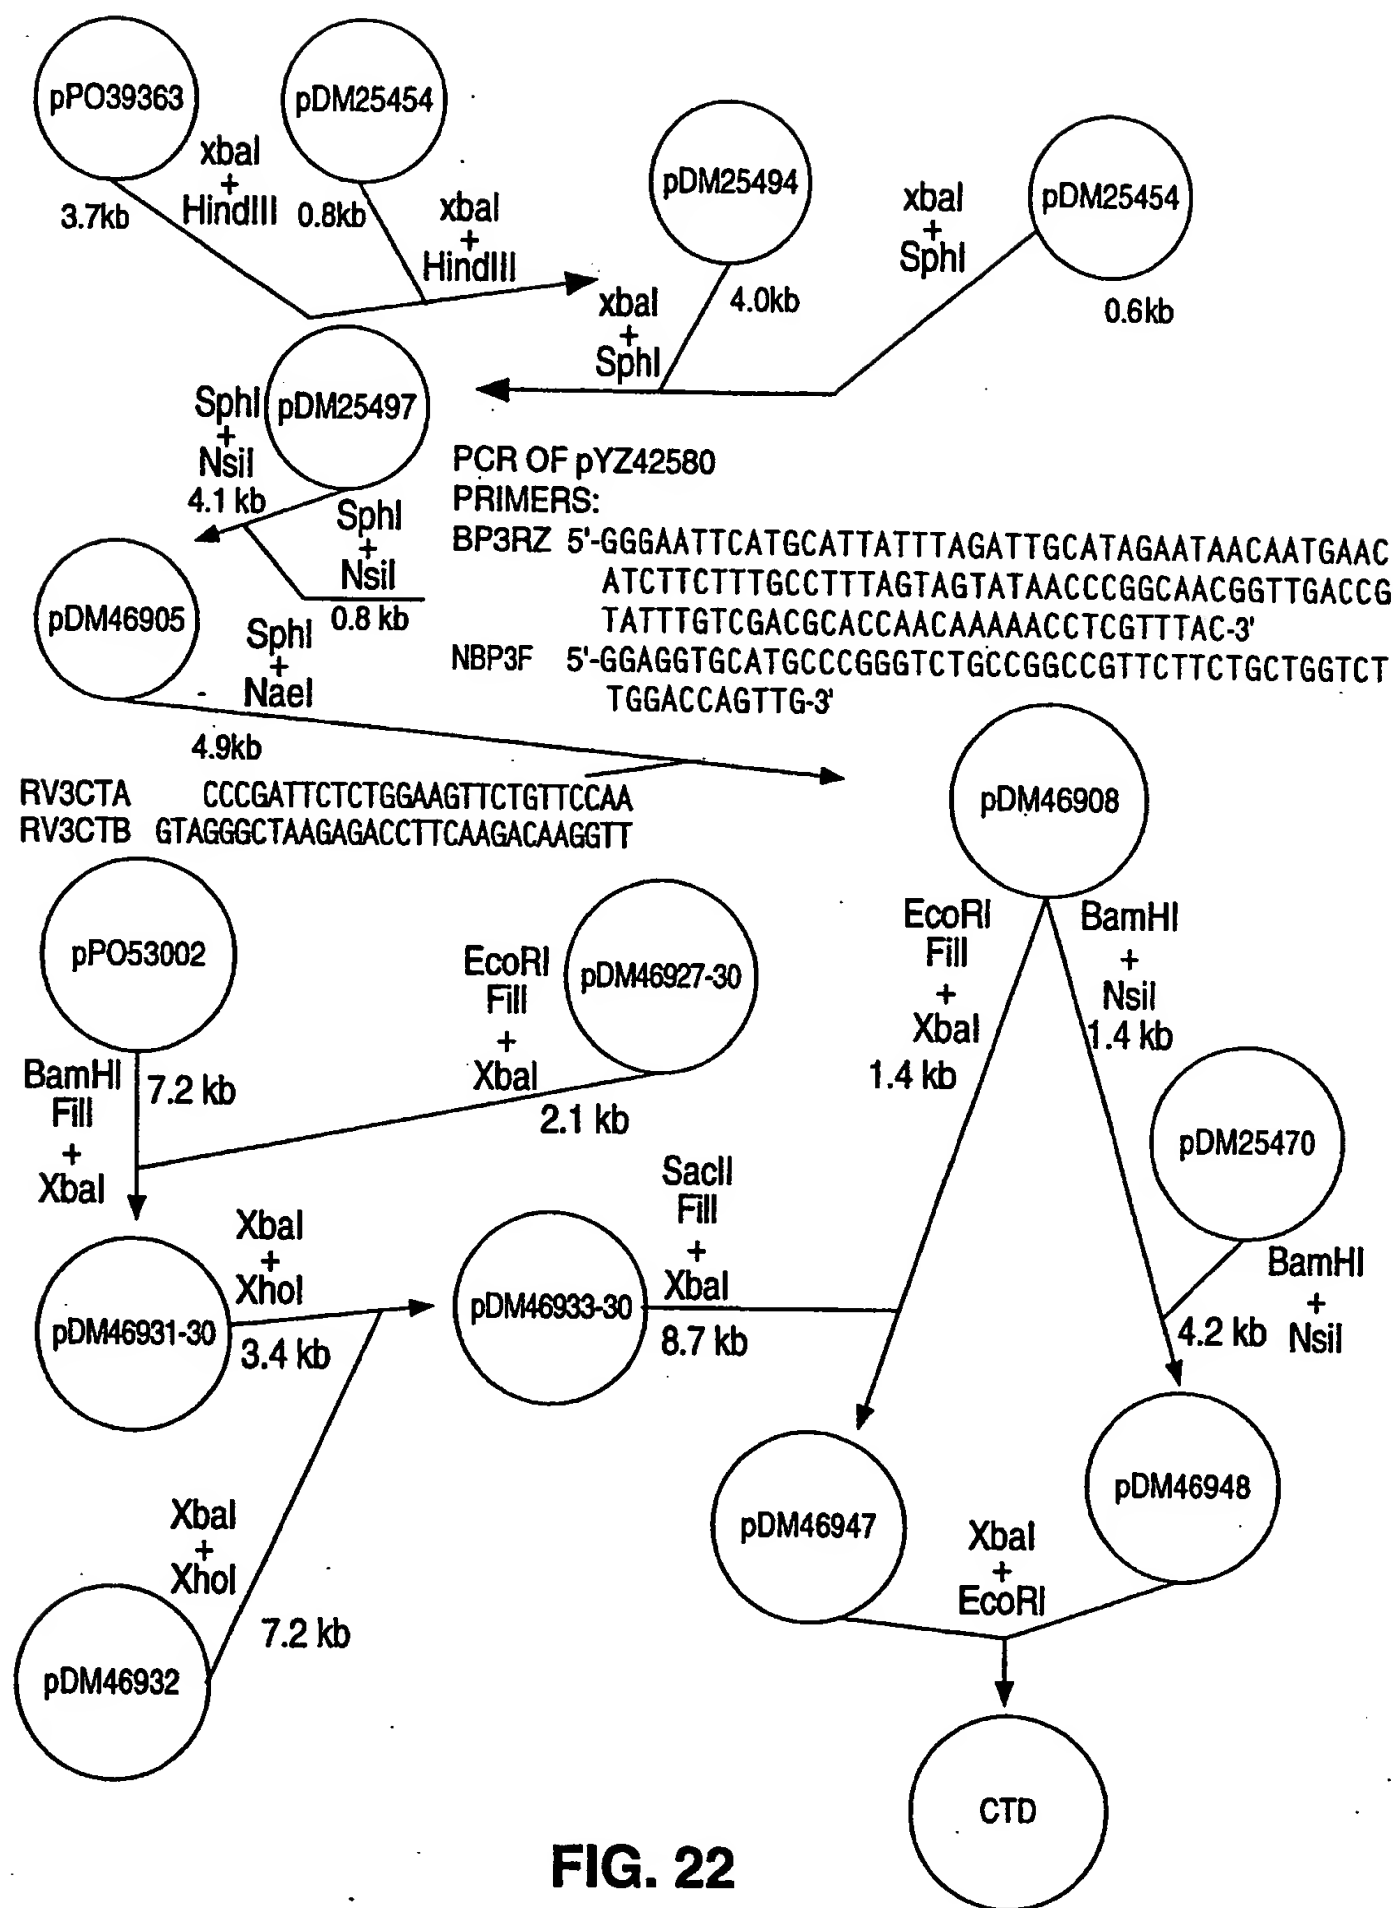 pPO39363
pDM25454
xbaI
+
HindIII
3.7kb
0.8kb
xbaI
+
HindIII
pDM25494
xbaI
+
SphI
pDM25454
4.0kb
0.6kb
xbaI
+
SphI
SphI
+
NsiI
4.1 kb
pDM25497
SphI
+
NsiI
0.8 kb
PCR OF pYZ42580
PRIMERS:
BP3RZ 5'-GGGAATTCATGCATTATTTAGATTGCATAGAATAACAATGAAC
ATCTTCTTTGCCTTTAGTAGTATAACCCGGCAACGGTTGACCG
TATTTGTCGACGCACCAACAAAAACCTCGTTTAC-3'
NBP3F 5'-GGAGGTGCATGCCCGGGTCTGCCGGCCGTTCTTCTGCTGGTCT
TGGACCAGTTG-3'
pDM46905
SphI
+
NaeI
4.9kb
RV3CTA CCCGATTCTCTGGAAGTTCTGTTCCAA
RV3CTB GTAGGGCTAAGAGACCTTCAAGACAAGGTT
pDM46908
pPO53002
EcoRI
Fill
+
XbaI
pDM46927-30
EcoRI
Fill
+
XbaI
1.4 kb
BamHI
+
NsiI
1.4 kb
BamHI
Fill
+
XbaI
7.2 kb
2.1 kb
pDM25470
BamHI
+
NsiI
4.2 kb
pDM46931-30
XbaI
+
XhoI
3.4 kb
pDM46933-30
SacII
Fill
+
XbaI
8.7 kb
XbaI
+
XhoI
7.2 kb
pDM46932
pDM46947
XbaI
+
EcoRI
pDM46948
CTD
FIG. 22